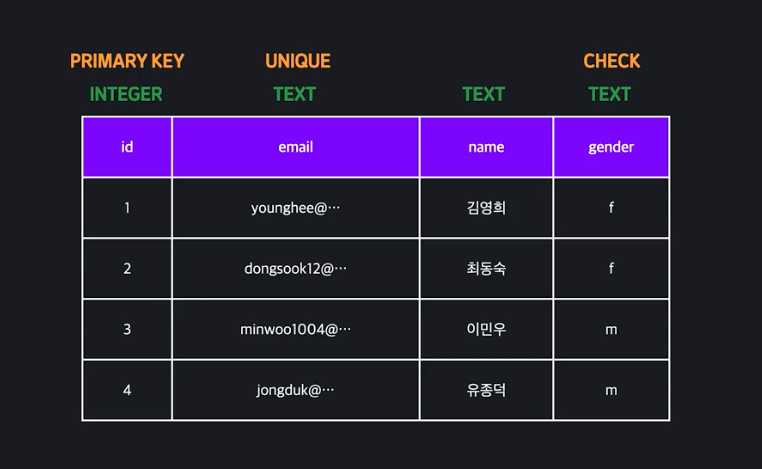 PRIMARY KEY UNIQUE CHECK
INTEGER TEXT TEXT TEXT
id email name gender
1 younghee@··· 김영희 f
2 dongsook12@··· 최동숙 f
3 minwoo1004@··· 이민우 m
4 jongduk@··· 유종덕 m